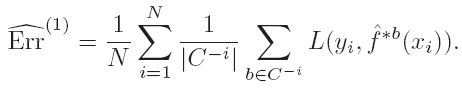 $$\widehat{\mathrm{Err}}^{(1)} = \frac{1}{N} \sum_{i=1}^{N} \frac{1}{|C^{-i}|} \sum_{b \in C^{-i}} L(y_i, \hat{f}^{*b}(x_i)).$$